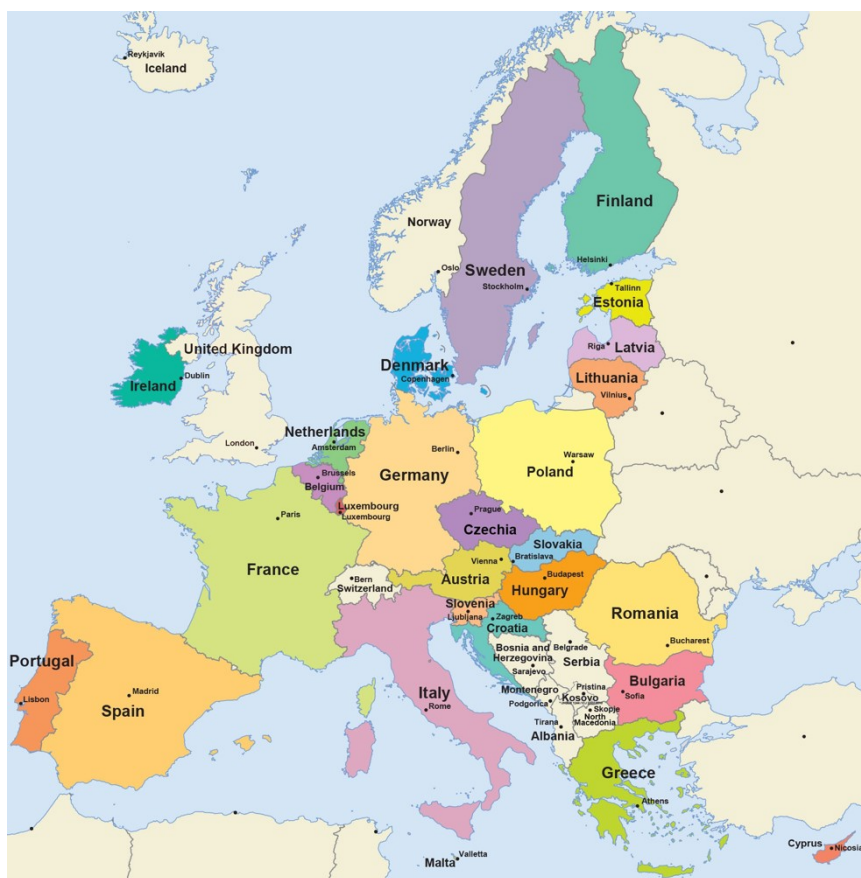 Reykjavik
Iceland
Norway
Finland
Helsinki
Oslo
Sweden
Stockholm
Tallinn
Estonia
Riga
Latvia
United Kingdom
Denmark
Copenhagen
Lithuania
Vilnius
Dublin
Ireland
London
Netherlands
Amsterdam
Berlin
Germany
Warsaw
Poland
Brussels
Belgium
Luxembourg
Luxembourg
Paris
Prague
Czechia
Slovakia
Bratislava
Vienna
Austria
Budapest
Hungary
France
Bern
Switzerland
Slovenia
Ljubljana
Zagreb
Croatia
Romania
Bucharest
Bosnia and
Herzegovina
Sarajevo
Belgrade
Serbia
Portugal
Lisbon
Madrid
Spain
Italy
Rome
Montenegro
Podgorica
Pristina
Kosovo
Bulgaria
Sofia
Skopje
North
Macedonia
Tirana
Albania
Greece
Athens
Malta
Valletta
Cyprus
Nicosia